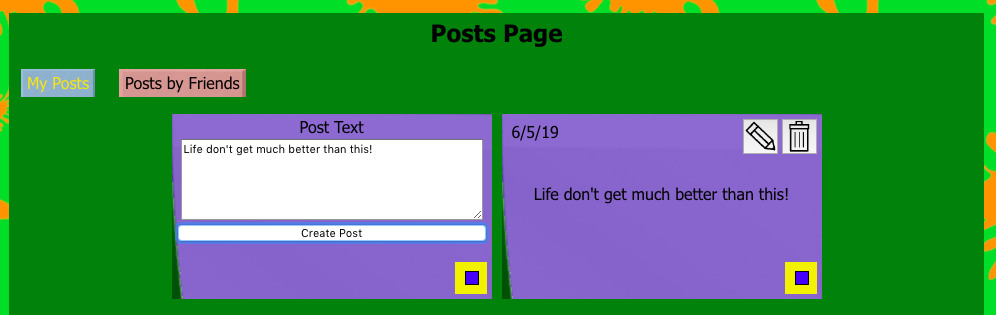 Posts Page
My Posts
Posts by Friends
Post Text
Life don't get much better than this!
Create Post
6/5/19
Life don't get much better than this!